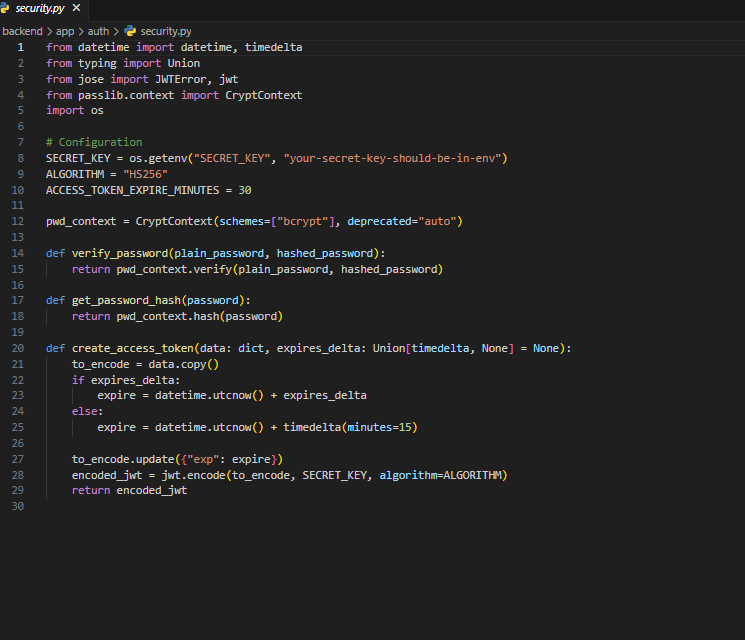 security.py ×
backend > app > auth > security.py
1 from datetime import datetime, timedelta
2 from typing import Union
3 from jose import JWTError, jwt
4 from passlib.context import CryptContext
5 import os
6
7 # Configuration
8 SECRET_KEY = os.getenv("SECRET_KEY", "your-secret-key-should-be-in-env")
9 ALGORITHM = "HS256"
10 ACCESS_TOKEN_EXPIRE_MINUTES = 30
11
12 pwd_context = CryptContext(schemes=["bcrypt"], deprecated="auto")
13
14 def verify_password(plain_password, hashed_password):
15     return pwd_context.verify(plain_password, hashed_password)
16
17 def get_password_hash(password):
18     return pwd_context.hash(password)
19
20 def create_access_token(data: dict, expires_delta: Union[timedelta, None] = None):
21     to_encode = data.copy()
22     if expires_delta:
23         expire = datetime.utcnow() + expires_delta
24     else:
25         expire = datetime.utcnow() + timedelta(minutes=15)
26
27     to_encode.update({"exp": expire})
28     encoded_jwt = jwt.encode(to_encode, SECRET_KEY, algorithm=ALGORITHM)
29     return encoded_jwt
30